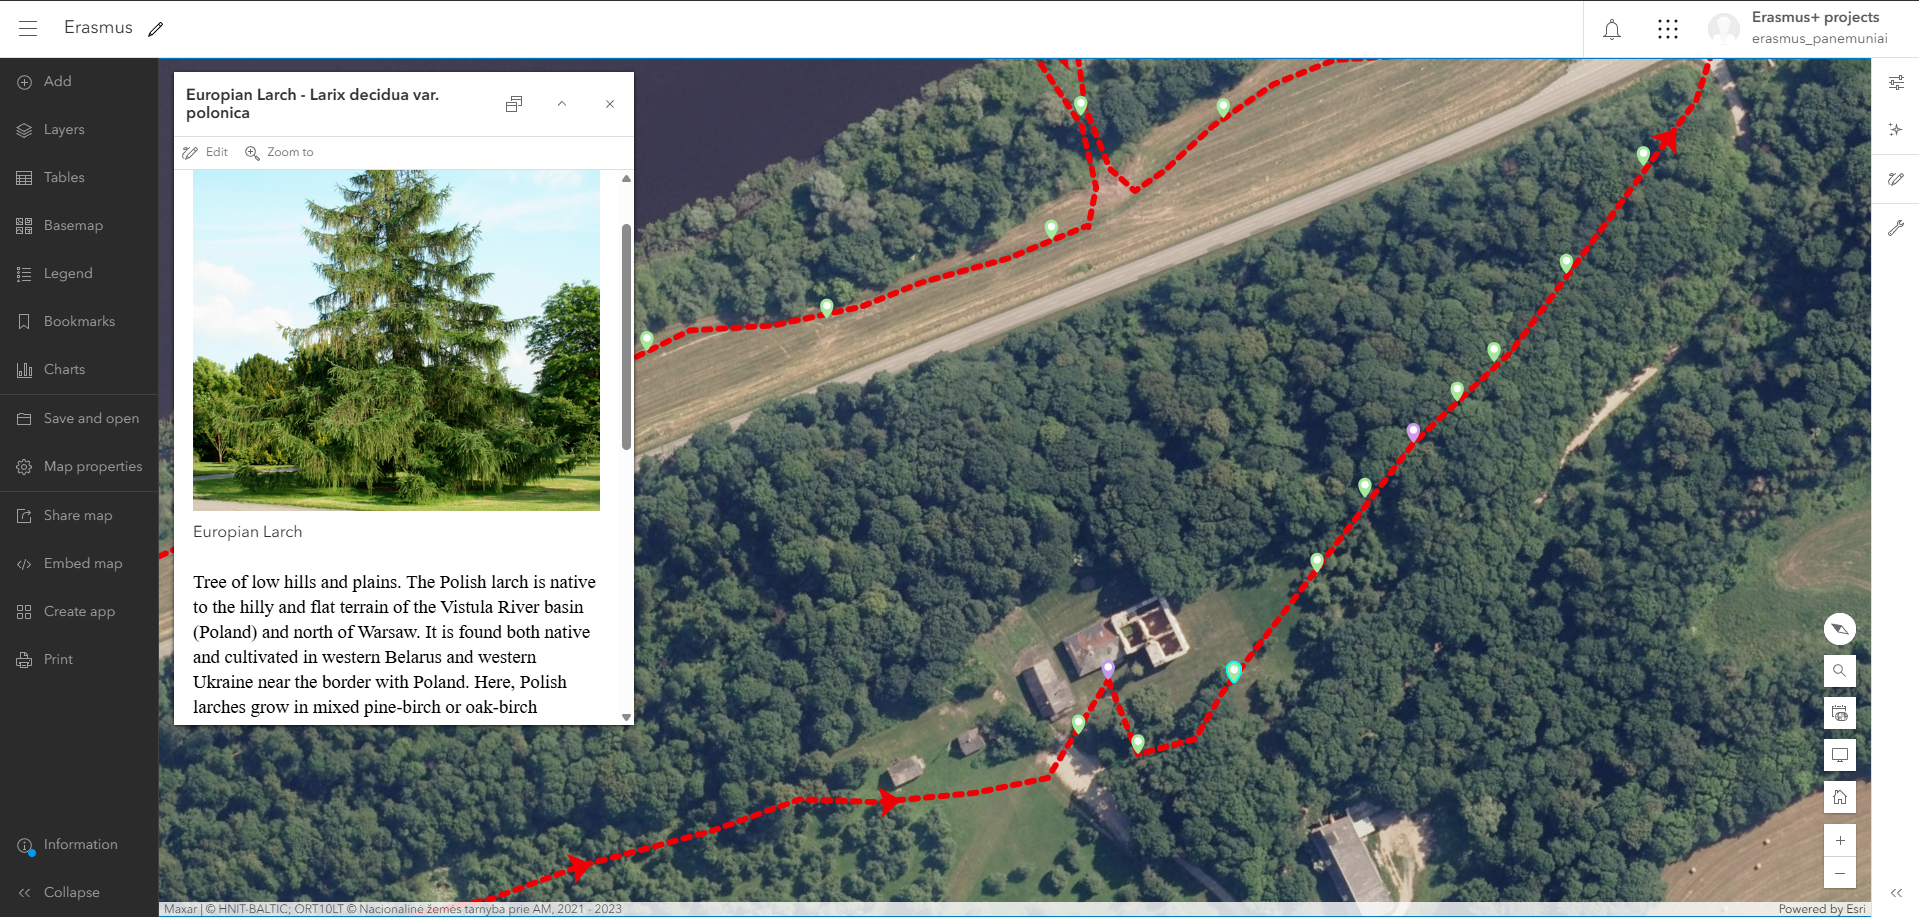 Erasmus
Erasmus+ projects
erasmus_panemuniai
Add
Layers
Tables
Basemap
Legend
Bookmarks
Charts
Save and open
Map properties
Share map
Embed map
Create app
Print
Information
Collapse
Europian Larch - Larix decidua var.
polonica
Edit
Zoom to
Europian Larch
Tree of low hills and plains. The Polish larch is native
to the hilly and flat terrain of the Vistula River basin
(Poland) and north of Warsaw. It is found both native
and cultivated in western Belarus and western
Ukraine near the border with Poland. Here, Polish
larches grow in mixed pine-birch or oak-birch
Maxar | © HNIT-BALTIC; ORT10LT © Nacionalinė žemės tarnyba prie AM, 2021 - 2023
Powered by Esri